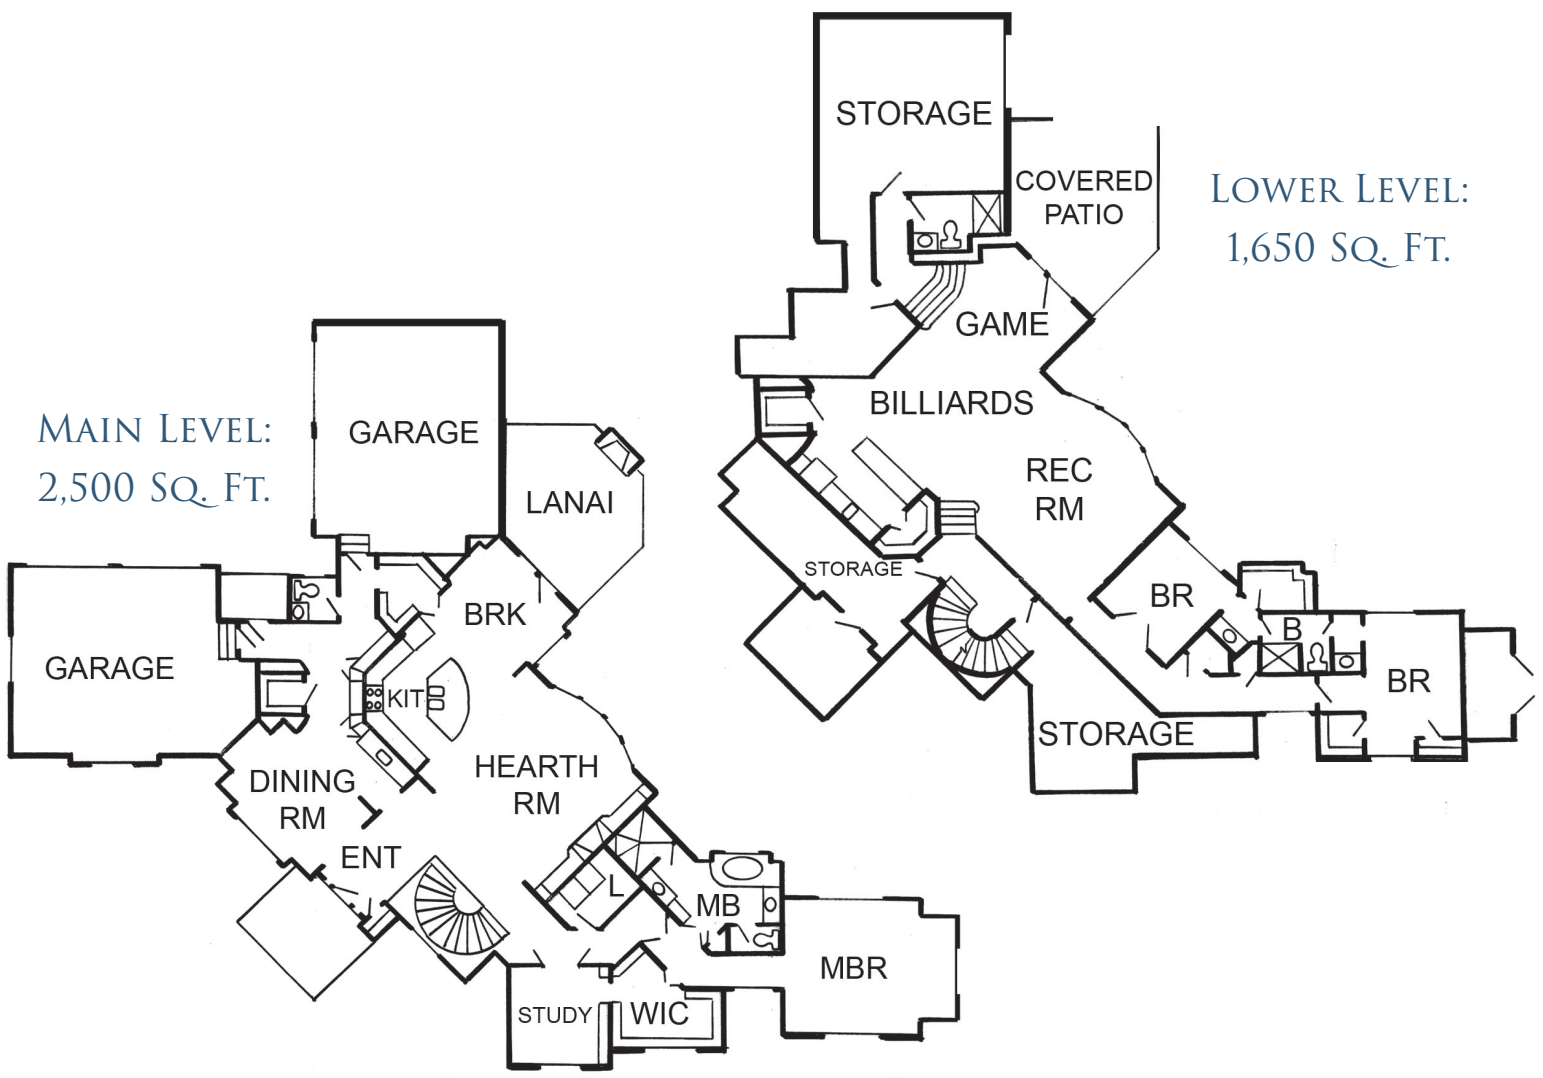 Main Level:
2,500 Sq. Ft.
GARAGE
LANAI
BRK
GARAGE
KIT
DINING
RM
HEARTH
RM
ENT
L
MB
MBR
STUDY
WIC
Lower Level:
1,650 Sq. Ft.
STORAGE
COVERED
PATIO
GAME
BILLIARDS
REC
RM
STORAGE
BR
B
BR
STORAGE